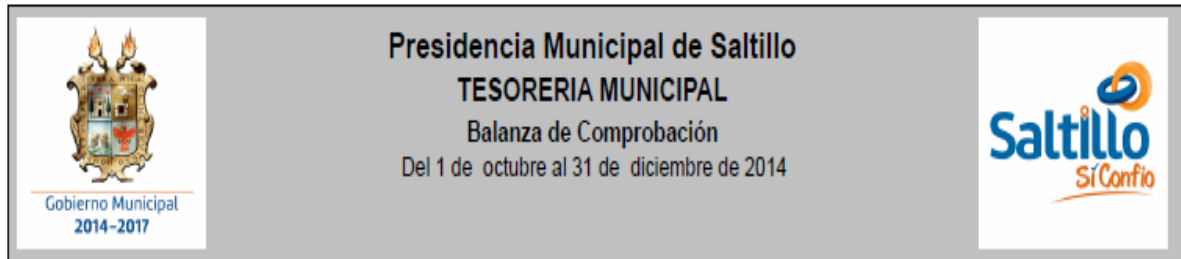 Presidencia Municipal de Saltillo
TESORERIA MUNICIPAL
Balanza de Comprobación
Del 1 de octubre al 31 de diciembre de 2014
Gobierno Municipal
2014-2017
Saltillo
Sí Confío